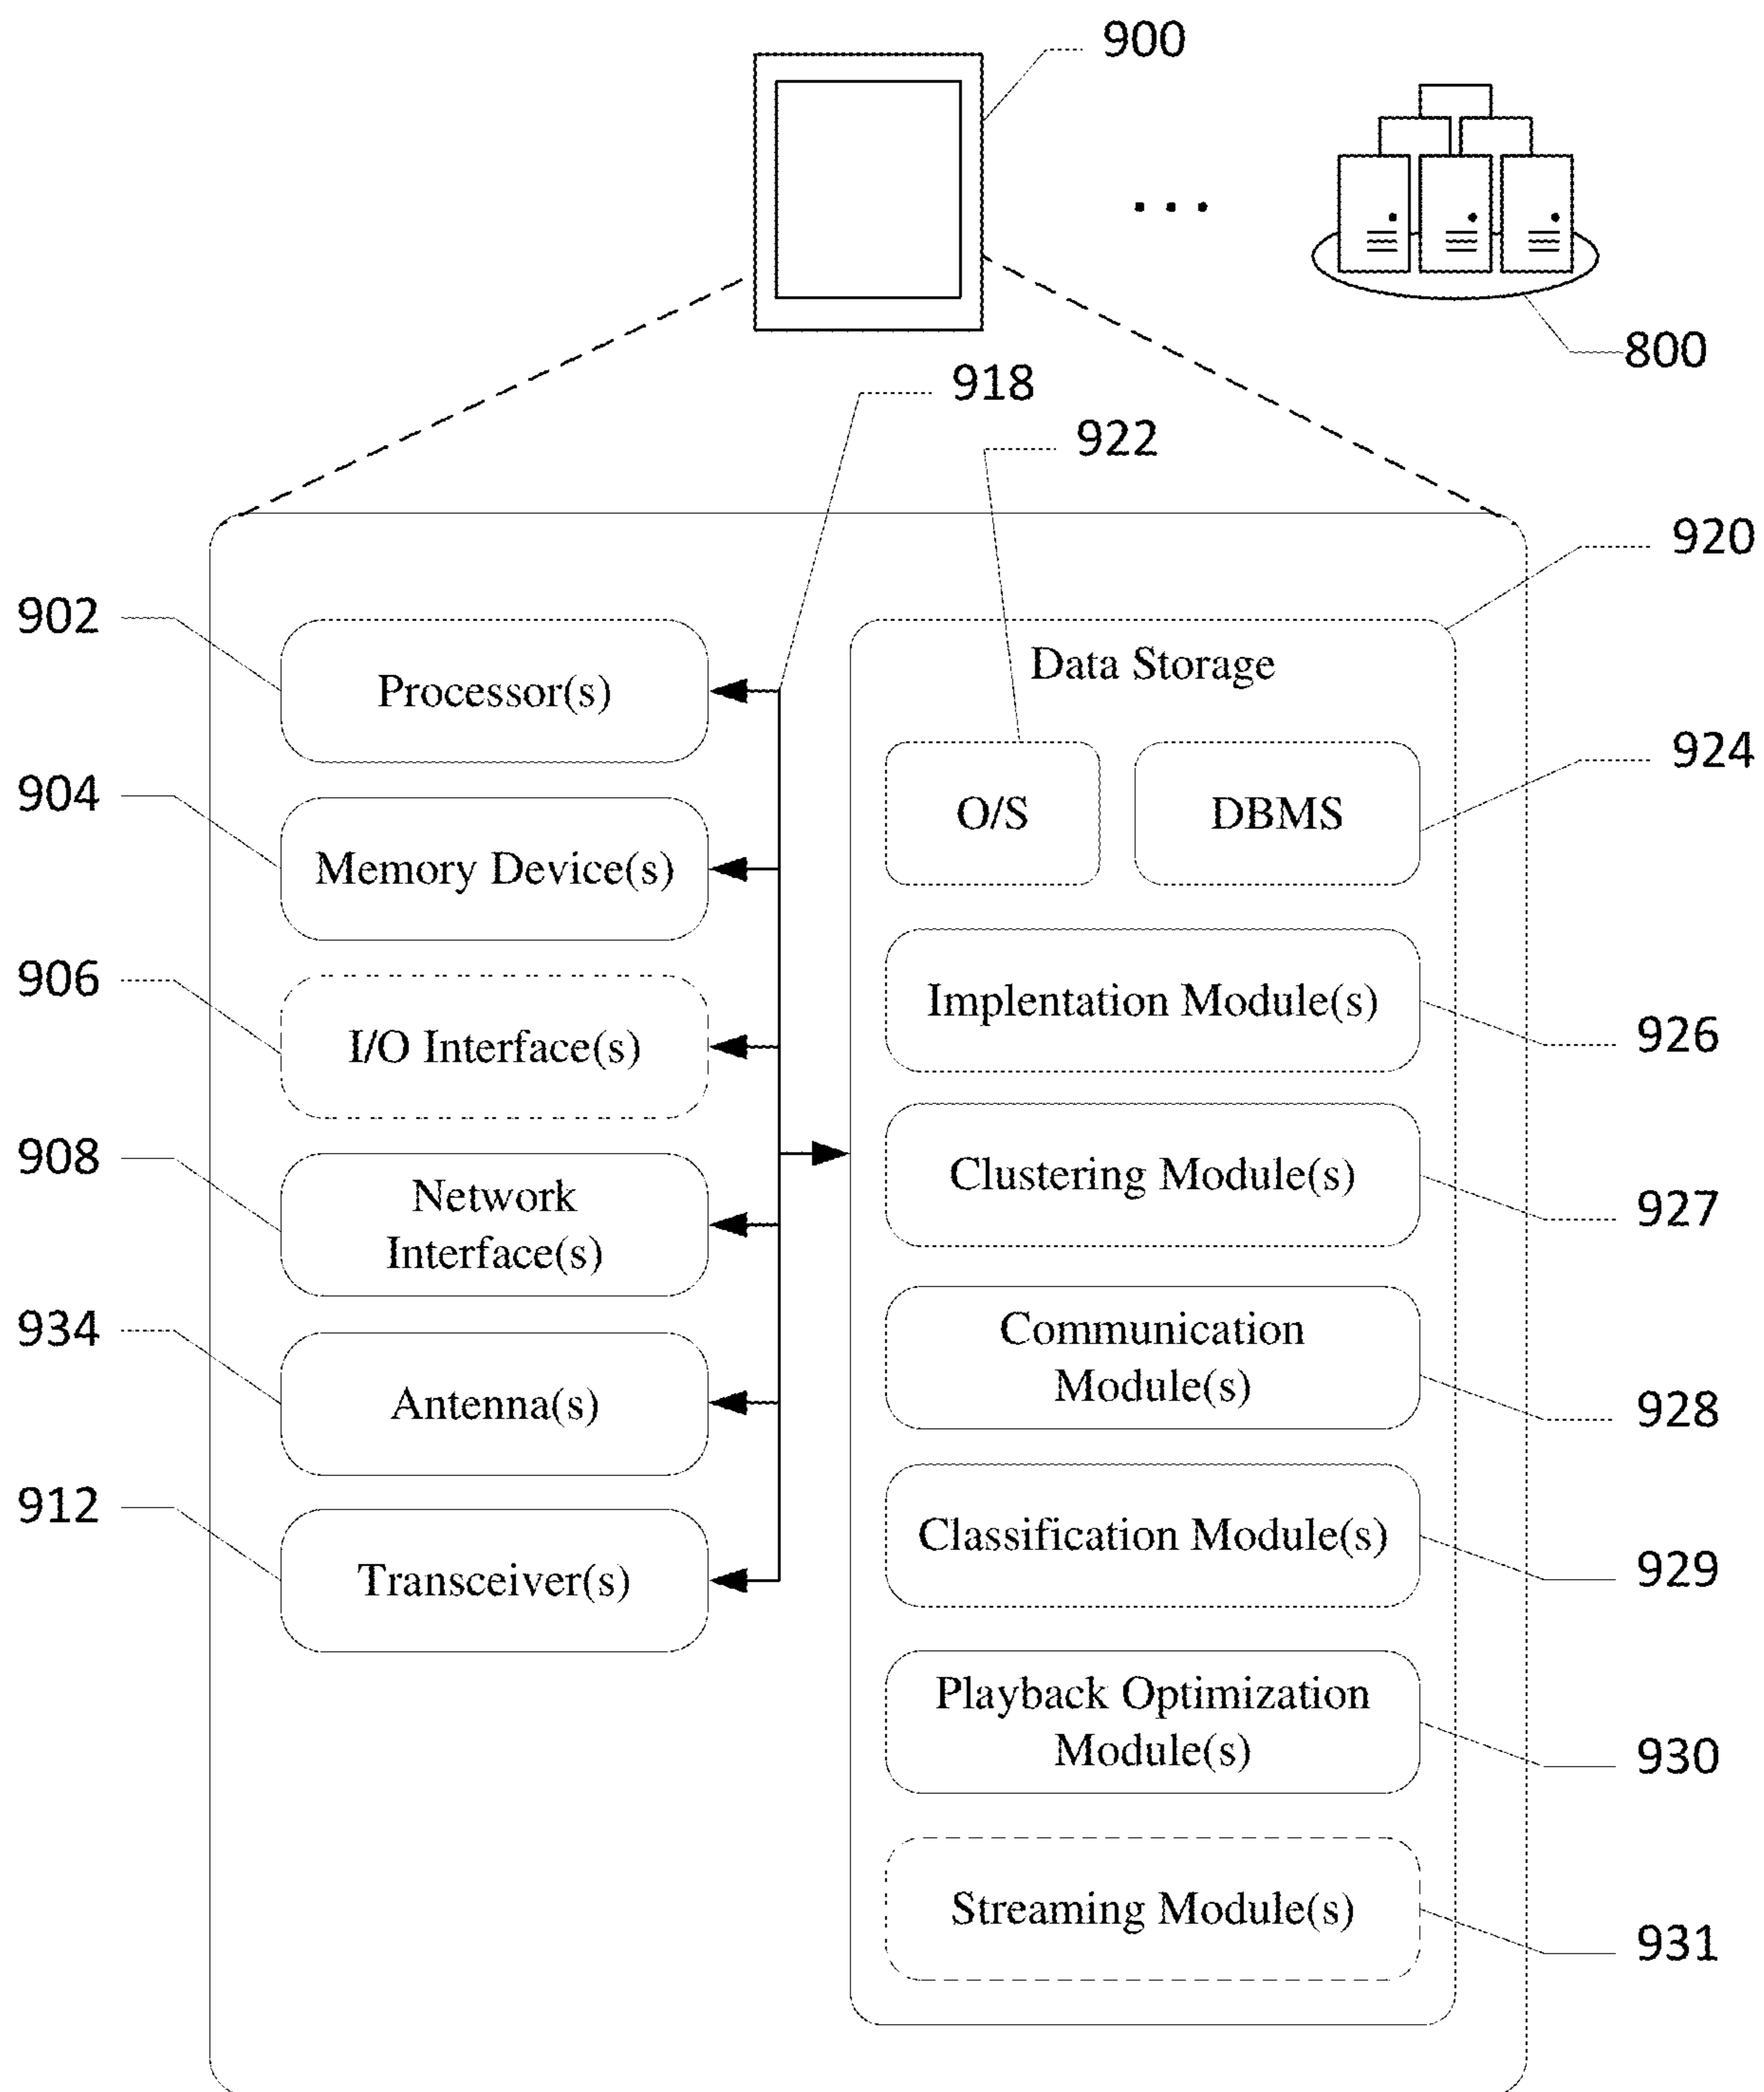 900
800
918
922
920
902
Processor(s)
Data Storage
924
904
Memory Device(s)
O/S
DBMS
906
I/O Interface(s)
Implentation Module(s)
926
908
Network
Interface(s)
Clustering Module(s)
927
934
Antenna(s)
Communication
Module(s)
928
912
Transceiver(s)
Classification Module(s)
929
Playback Optimization
Module(s)
930
Streaming Module(s)
931